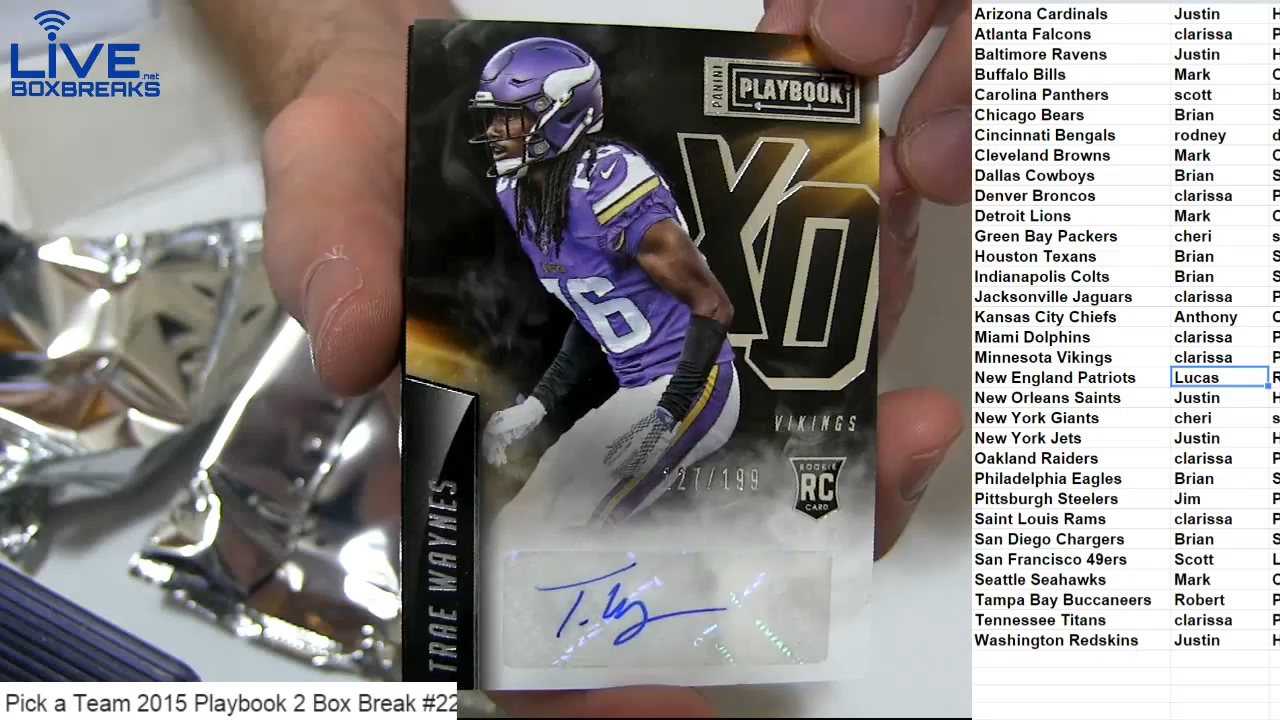 LIVE
.net
BOXBREAKS
PANINI
PLAYBOOK
XO
26
76
VIKINGS
127/199
ROOKIE
RC
CARD
TRAE WAYNES
Pick a Team 2015 Playbook 2 Box Break #22
Arizona Cardinals Justin H
Atlanta Falcons clarissa P
Baltimore Ravens Justin H
Buffalo Bills Mark C
Carolina Panthers scott b
Chicago Bears Brian S
Cincinnati Bengals rodney
Cleveland Browns Mark C
Dallas Cowboys Brian S
Denver Broncos clarissa P
Detroit Lions Mark C
Green Bay Packers cheri s
Houston Texans Brian S
Indianapolis Colts Brian S
Jacksonville Jaguars clarissa P
Kansas City Chiefs Anthony C
Miami Dolphins clarissa P
Minnesota Vikings clarissa P
New England Patriots Lucas R
New Orleans Saints Justin H
New York Giants cheri s
New York Jets Justin H
Oakland Raiders clarissa P
Philadelphia Eagles Brian S
Pittsburgh Steelers Jim P
Saint Louis Rams clarissa P
San Diego Chargers Brian S
San Francisco 49ers Scott L
Seattle Seahawks Mark C
Tampa Bay Buccaneers Robert P
Tennessee Titans clarissa P
Washington Redskins Justin H